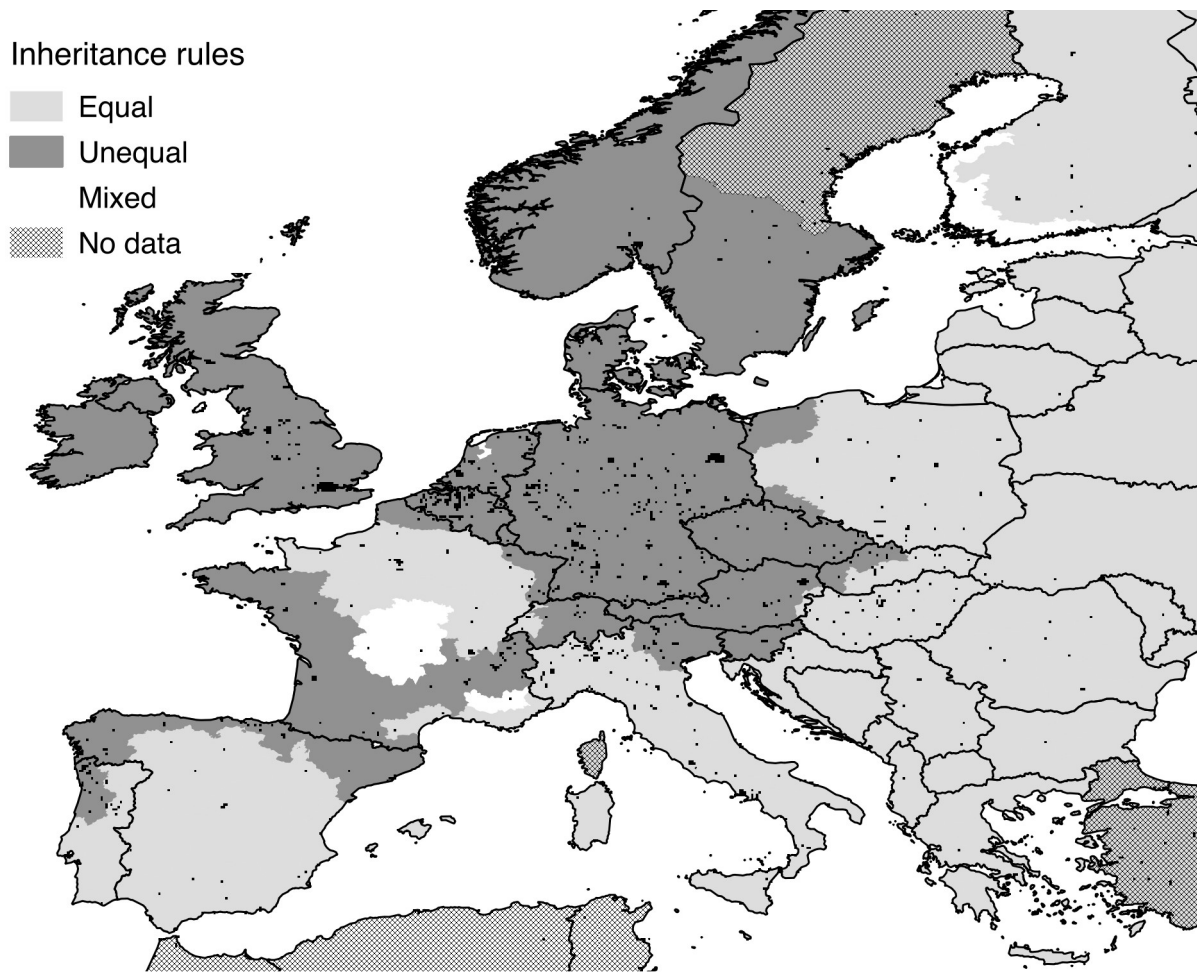 Inheritance rules
Equal
Unequal
Mixed
No data